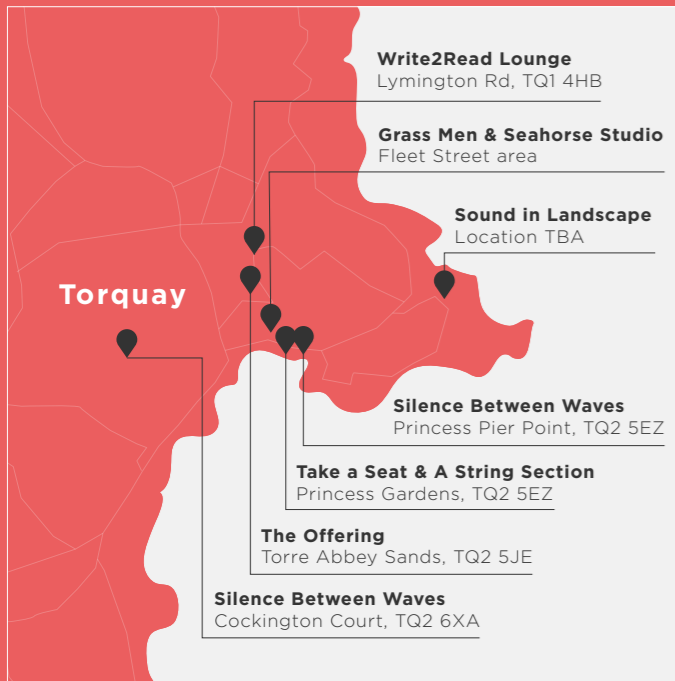 Write2Read Lounge
Lymington Rd, TQ1 4HB
Grass Men & Seahorse Studio
Fleet Street area
Sound in Landscape
Location TBA
Torquay
Silence Between Waves
Princess Pier Point, TQ2 5EZ
Take a Seat & A String Section
Princess Gardens, TQ2 5EZ
The Offering
Torre Abbey Sands, TQ2 5JE
Silence Between Waves
Cockington Court, TQ2 6XA